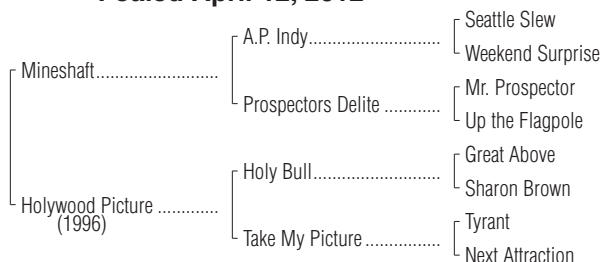 Foaled April 12, 2012
Seattle Slew
A.P. Indy
Weekend Surprise
Mineshaft
Mr. Prospector
Prospectors Delite
Up the Flagpole
Great Above
Holy Bull
Sharon Brown
Holywood Picture
(1996)
Tyrant
Take My Picture
Next Attraction